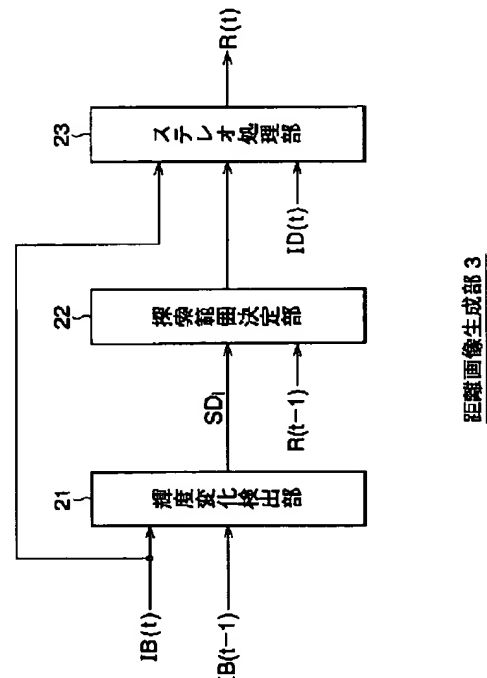 距離画像生成部 3
21
22
23
輝度変化検出部
探索範囲決定部
ステレオ処理部
IB(t)
IB(t-1)
SDi
R(t-1)
ID(t)
R(t)